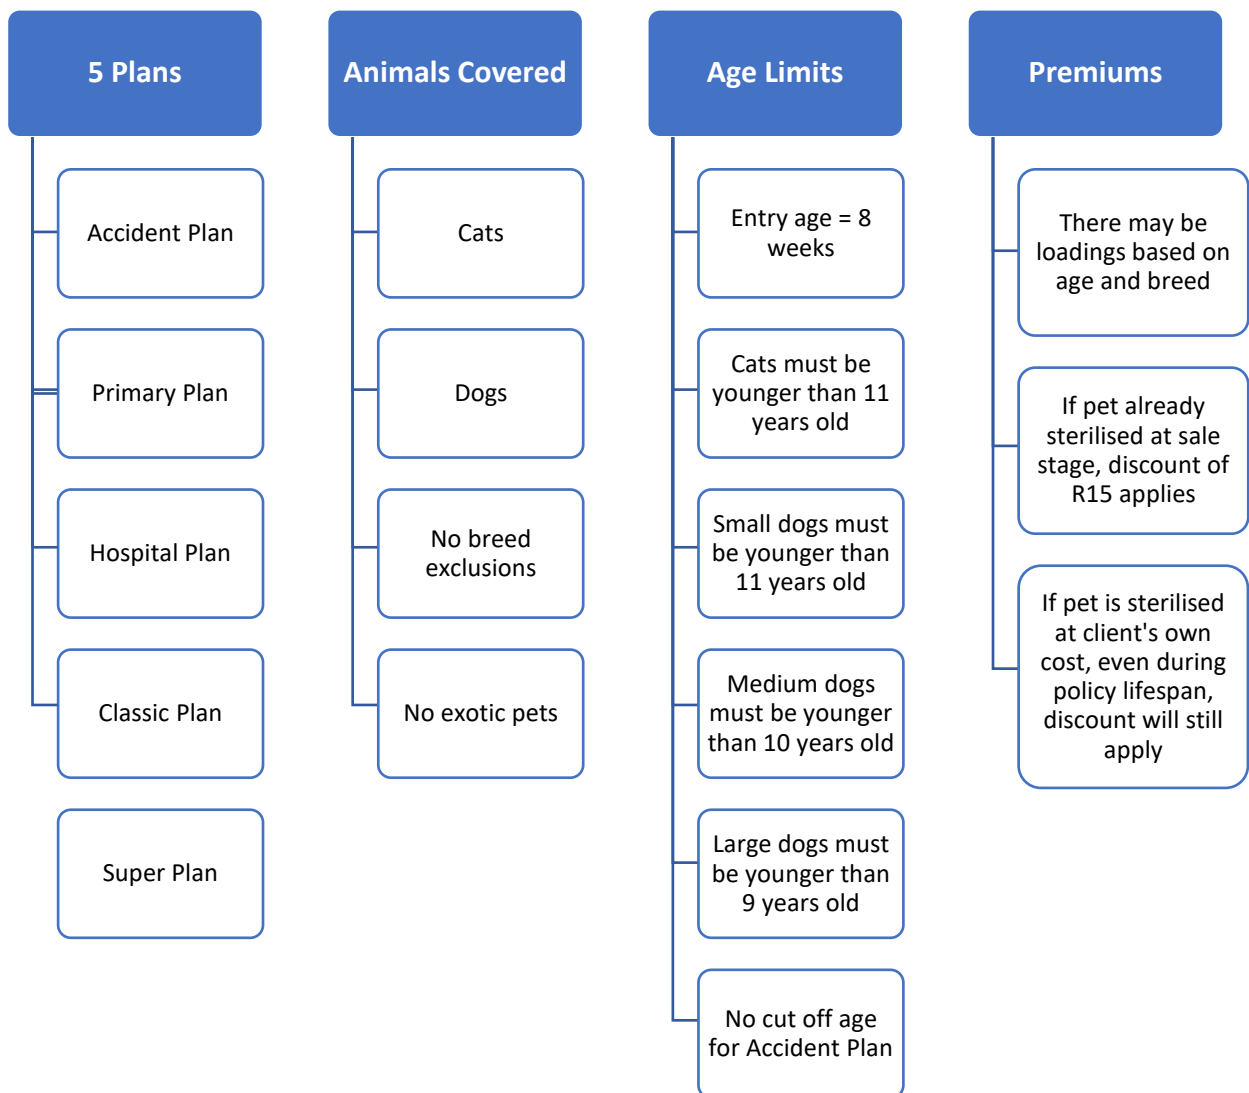 5 Plans
Accident Plan
Primary Plan
Hospital Plan
Classic Plan
Super Plan
Animals Covered
Cats
Dogs
No breed
exclusions
No exotic pets
Age Limits
Entry age = 8
weeks
Cats must be
younger than 11
years old
Small dogs must
be younger than
11 years old
Medium dogs
must be younger
than 10 years old
Large dogs must
be younger than
9 years old
No cut off age
for Accident Plan
Premiums
There may be
loadings based on
age and breed
If pet already
sterilised at sale
stage, discount of
R15 applies
If pet is sterilised
at client's own
cost, even during
policy lifespan,
discount will still
apply